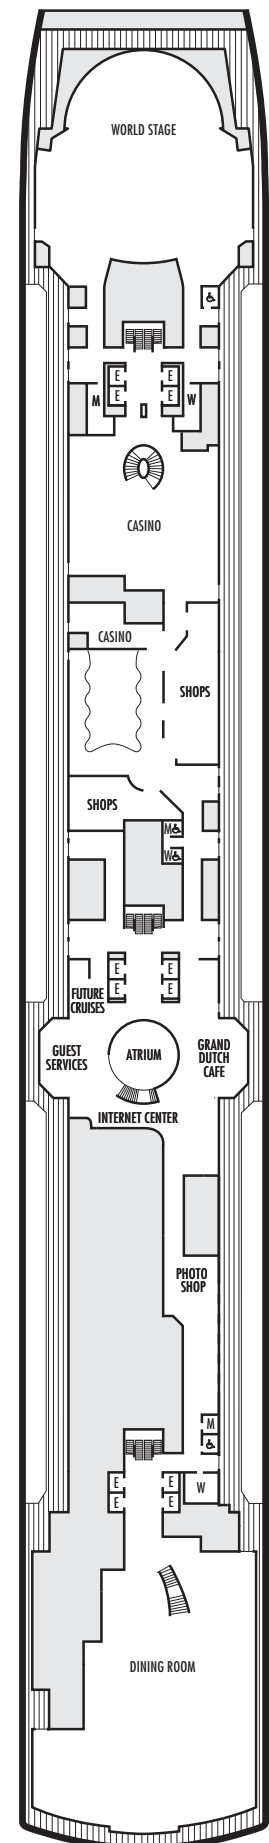 WORLD STAGE
E E
E E
M W
CASINO
CASINO
SHOPS
SHOPS
M
W
E E
E E
FUTURE
CRUISES
GUEST
SERVICES
ATRIUM
GRAND
DUTCH
CAFE
INTERNET CENTER
PHOTO
SHOP
M
E E
W
E E
DINING ROOM